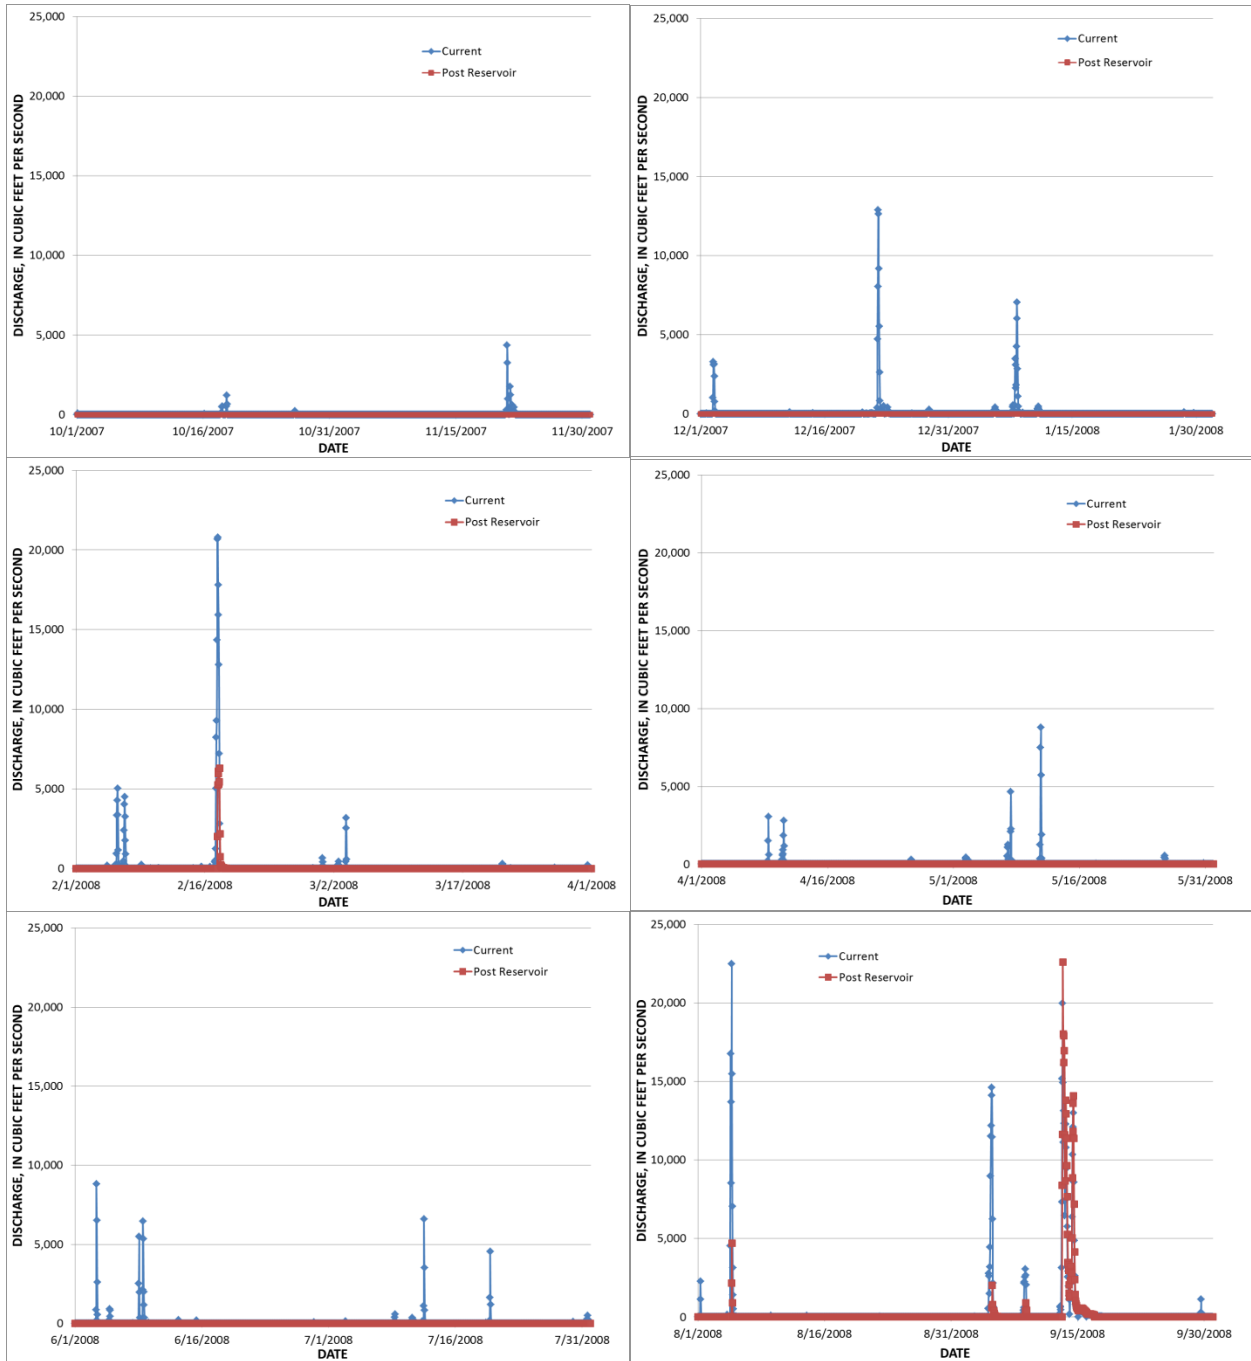 25,000
20,000
15,000
10,000
5,000
0
DISCHARGE, IN CUBIC FEET PER SECOND
Current
Post Reservoir
10/1/2007 10/16/2007 10/31/2007 11/15/2007 11/30/2007
DATE
25,000
20,000
15,000
10,000
5,000
0
DISCHARGE, IN CUBIC FEET PER SECOND
Current
Post Reservoir
12/1/2007 12/16/2007 12/31/2007 1/15/2008 1/30/2008
DATE
25,000
20,000
15,000
10,000
5,000
0
DISCHARGE, IN CUBIC FEET PER SECOND
Current
Post Reservoir
2/1/2008 2/16/2008 3/2/2008 3/17/2008 4/1/2008
DATE
25,000
20,000
15,000
10,000
5,000
0
DISCHARGE, IN CUBIC FEET PER SECOND
Current
Post Reservoir
4/1/2008 4/16/2008 5/1/2008 5/16/2008 5/31/2008
DATE
25,000
20,000
15,000
10,000
5,000
0
DISCHARGE, IN CUBIC FEET PER SECOND
Current
Post Reservoir
6/1/2008 6/16/2008 7/1/2008 7/16/2008 7/31/2008
DATE
25,000
20,000
15,000
10,000
5,000
0
DISCHARGE, IN CUBIC FEET PER SECOND
Current
Post Reservoir
8/1/2008 8/16/2008 8/31/2008 9/15/2008 9/30/2008
DATE